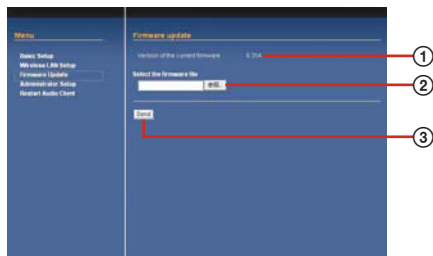 Menu
Basic Setup
Wireless LAN Setup
Firmware Update
Administrator Setup
Restart Audio Client
Firmware update
Version of the current firmware
Select the firmware file
Send
①
②
③